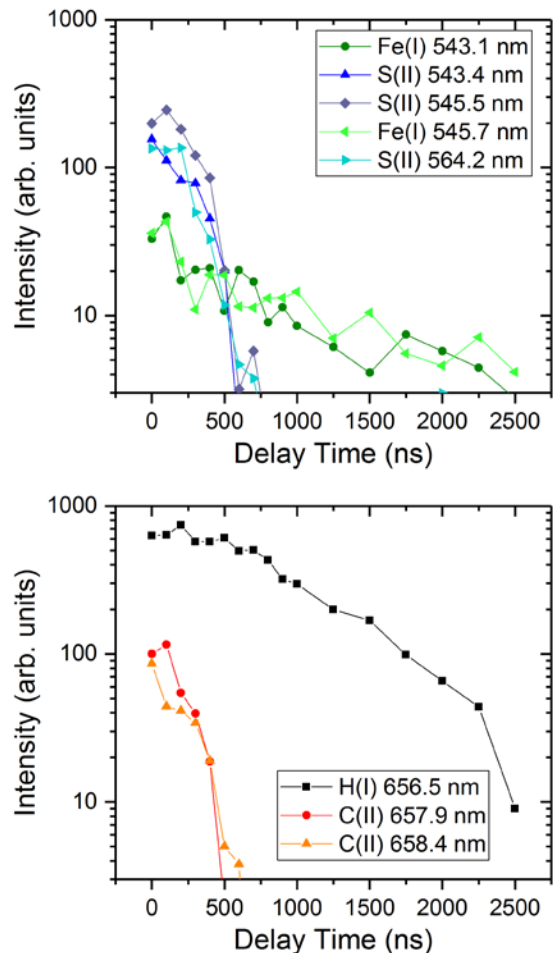 1000
100
10
Intensity (arb. units)
Fe(I) 543.1 nm
S(II) 543.4 nm
S(II) 545.5 nm
Fe(I) 545.7 nm
S(II) 564.2 nm
0 500 1000 1500 2000 2500
Delay Time (ns)
1000
100
10
Intensity (arb. units)
H(I) 656.5 nm
C(II) 657.9 nm
C(II) 658.4 nm
0 500 1000 1500 2000 2500
Delay Time (ns)